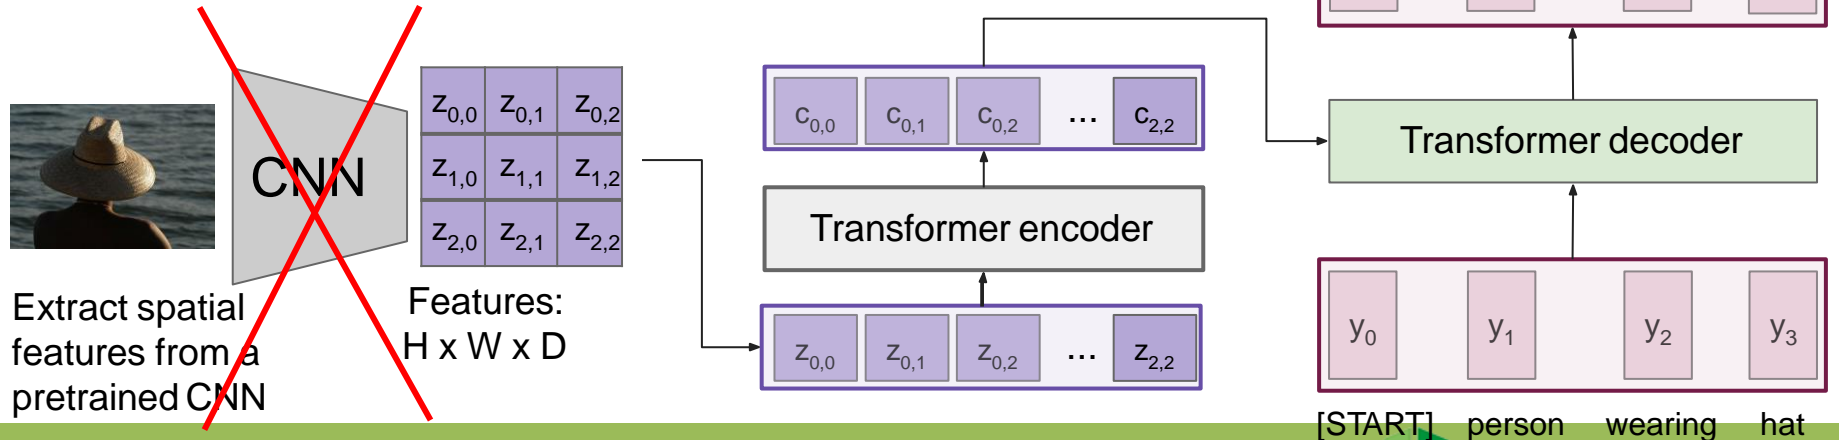 CNN
z0,0 z0,1 z0,2
z1,0 z1,1 z1,2
z2,0 z2,1 z2,2
Extract spatial
features from a
pretrained CNN
Features:
H x W x D
c0,0 c0,1 c0,2 ... c2,2
Transformer encoder
z0,0 z0,1 z0,2 ... z2,2
Transformer decoder
y0 y1 y2 y3
[START] person wearing hat